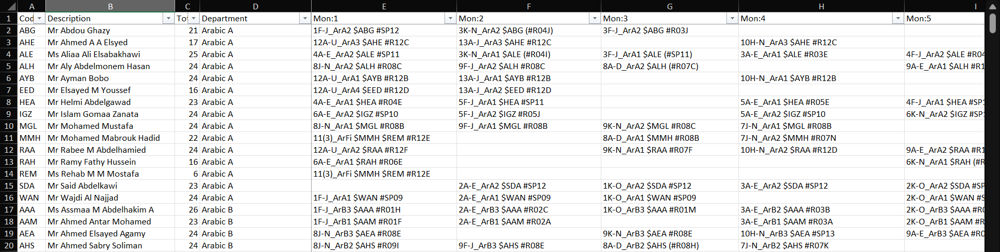 A B C D E F G H I
1 Cod Description Tot Department Mon:1 Mon:2 Mon:3 Mon:4 Mon:5
2 ABG Mr Abdou Ghazy 21 Arabic A 1F-J_ArA2 $ABG #SP12 3K-N_ArA2 $ABG (#R04J) 3F-J_ArA2 $ABG #R03J
3 AHE Mr Ahmed A A Elsyed 17 Arabic A 12A-U_ArA3 $AHE #R12C 13A-J_ArA3 $AHE #R12C 10H-N_ArA3 $AHE #R12C
4 ALE Ms Aliaa Ali Elsabakhawi 25 Arabic A 4A-E_ArA2 $ALE #SP11 3K-N_ArA1 $ALE (#R04I) 3F-J_ArA1 $ALE (#SP11) 3A-E_ArA1 $ALE #R03E 4F-J_ArA2 $ALE #R04
5 ALH Mr Aly Abdelmonem Hasan 24 Arabic A 8J-N_ArA2 $ALH #R08C 9F-J_ArA2 $ALH #R08C 8A-D_ArA2 $ALH (#R07C) 9A-E_ArA1 $ALH #R1
6 AYB Mr Ayman Bobo 24 Arabic A 12A-U_ArA1 $AYB #R12B 13A-J_ArA1 $AYB #R12B 10H-N_ArA1 $AYB #R12B
7 EED Mr Elsayed M Youssef 16 Arabic A 12A-U_ArA4 $EED #R12D 13A-J_ArA2 $EED #R12D
8 HEA Mr Helmi Abdelgawad 23 Arabic A 4A-E_ArA1 $HEA #R04E 5F-J_ArA1 $HEA #SP11 5A-E_ArA1 $HEA #R05E 4F-J_ArA1 $HEA #SP1
9 IGZ Mr Islam Gomaa Zanata 24 Arabic A 6A-E_ArA2 $IGZ #SP10 5F-J_ArA2 $IGZ #R05J 5A-E_ArA2 $IGZ #SP10 6K-N_ArA2 $IGZ #SP1
10 MGL Mr Mohamed Mustafa 24 Arabic A 8J-N_ArA1 $MGL #R08B 9F-J_ArA1 $MGL #R08B 9K-N_ArA2 $MGL #R08C 7J-N_ArA1 $MGL #R08B
11 MMH Mr Mohamed Mabrouk Hadid 22 Arabic A 11(3)_ArFi $MMH $REM #R12E 8A-D_ArA1 $MMH #R08B 7J-N_ArA2 $MMH #R07N
12 RAA Mr Rabee M Abdelhamied 24 Arabic A 12A-U_ArA2 $RAA #R12F 9K-N_ArA1 $RAA #R07F 10H-N_ArA2 $RAA #R12D 9A-E_ArA2 $RAA #R1
13 RAH Mr Ramy Fathy Hussein 16 Arabic A 6A-E_ArA1 $RAH #R06E 6K-N_ArA1 $RAH (#R
14 REM Ms Rehab M M Mostafa 6 Arabic A 11(3)_ArFi $MMH $REM #R12E
15 SDA Mr Said Abdelkawi 23 Arabic A 2A-E_ArA2 $SDA #SP12 1K-O_ArA2 $SDA #SP12 3A-E_ArA2 $SDA #SP12 2K-O_ArA2 $SDA #SP
16 WAN Mr Wajdi Al Najjad 24 Arabic A 1F-J_ArA1 $WAN #SP09 2A-E_ArA1 $WAN #SP09 1K-O_ArA1 $WAN #SP09 2K-O_ArA1 $WAN #S
17 AAA Ms Assmaa M Abdelhakim A 26 Arabic B 1F-J_ArB3 $AAA #R01H 2A-E_ArB3 $AAA #R02C 1K-O_ArB3 $AAA #R01M 3A-E_ArB2 $AAA #R03B 2K-O_ArB3 $AAA #R0
18 AAM Mr Ahmed Antar Mohamed 23 Arabic B 1F-J_ArB1 $AAM #R01F 2A-E_ArB1 $AAM #R02A 3A-E_ArB1 $AAM #R03A 2K-O_ArB1 $AAM #R
19 AEA Mr Ahmed Elsayed Agamy 24 Arabic B 8J-N_ArB3 $AEA #R08E 9K-N_ArB3 $AEA #R08E 10H-N_ArB3 $AEA #SP13 9A-E_ArB3 $AEA #R0
20 AHS Mr Ahmed Sabry Soliman 24 Arabic B 8J-N_ArB2 $AHS #R09I 9F-J_ArB3 $AHS #R08E 8A-D_ArB2 $AHS (#R08H) 7J-N_ArB2 $AHS #R07K